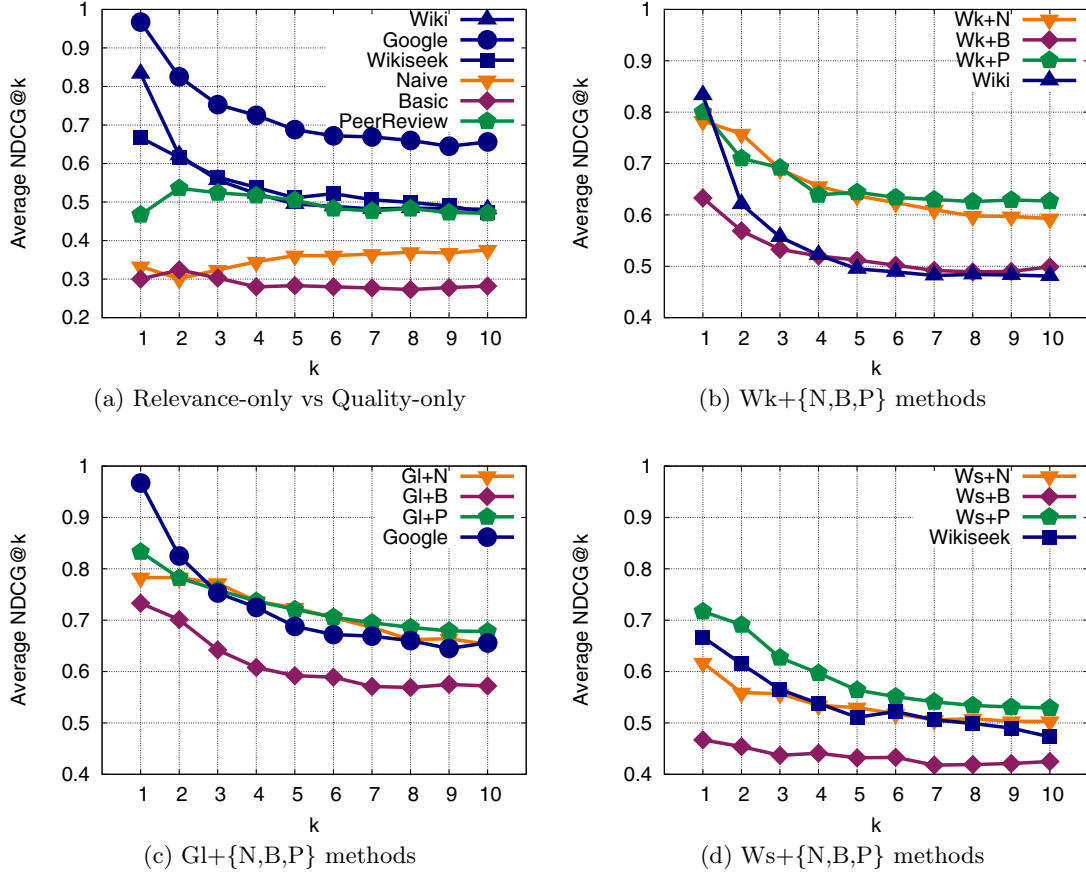 1
0.9
0.8
0.7
0.6
0.5
0.4
0.3
0.2
Average NDCG@k
Wiki
Google
Wikiseek
Naive
Basic
PeerReview
1 2 3 4 5 6 7 8 9 10
k
(a) Relevance-only vs Quality-only
1
0.9
0.8
0.7
0.6
0.5
0.4
Average NDCG@k
Wk+N
Wk+B
Wk+P
Wiki
1 2 3 4 5 6 7 8 9 10
k
(b) Wk+{N,B,P} methods
1
0.9
0.8
0.7
0.6
0.5
0.4
Average NDCG@k
Gl+N
Gl+B
Gl+P
Google
1 2 3 4 5 6 7 8 9 10
k
(c) Gl+{N,B,P} methods
1
0.9
0.8
0.7
0.6
0.5
0.4
Average NDCG@k
Ws+N
Ws+B
Ws+P
Wikiseek
1 2 3 4 5 6 7 8 9 10
k
(d) Ws+{N,B,P} methods